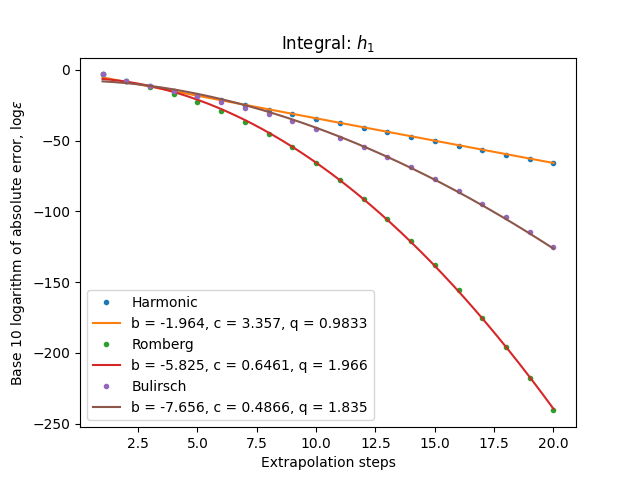 Integral: h₁
Base 10 logarithm of absolute error, logε
0
−50
−100
−150
−200
−250
Harmonic
b = -1.964, c = 3.357, q = 0.9833
Romberg
b = -5.825, c = 0.6461, q = 1.966
Bulirsch
b = -7.656, c = 0.4866, q = 1.835
2.5 5.0 7.5 10.0 12.5 15.0 17.5 20.0
Extrapolation steps